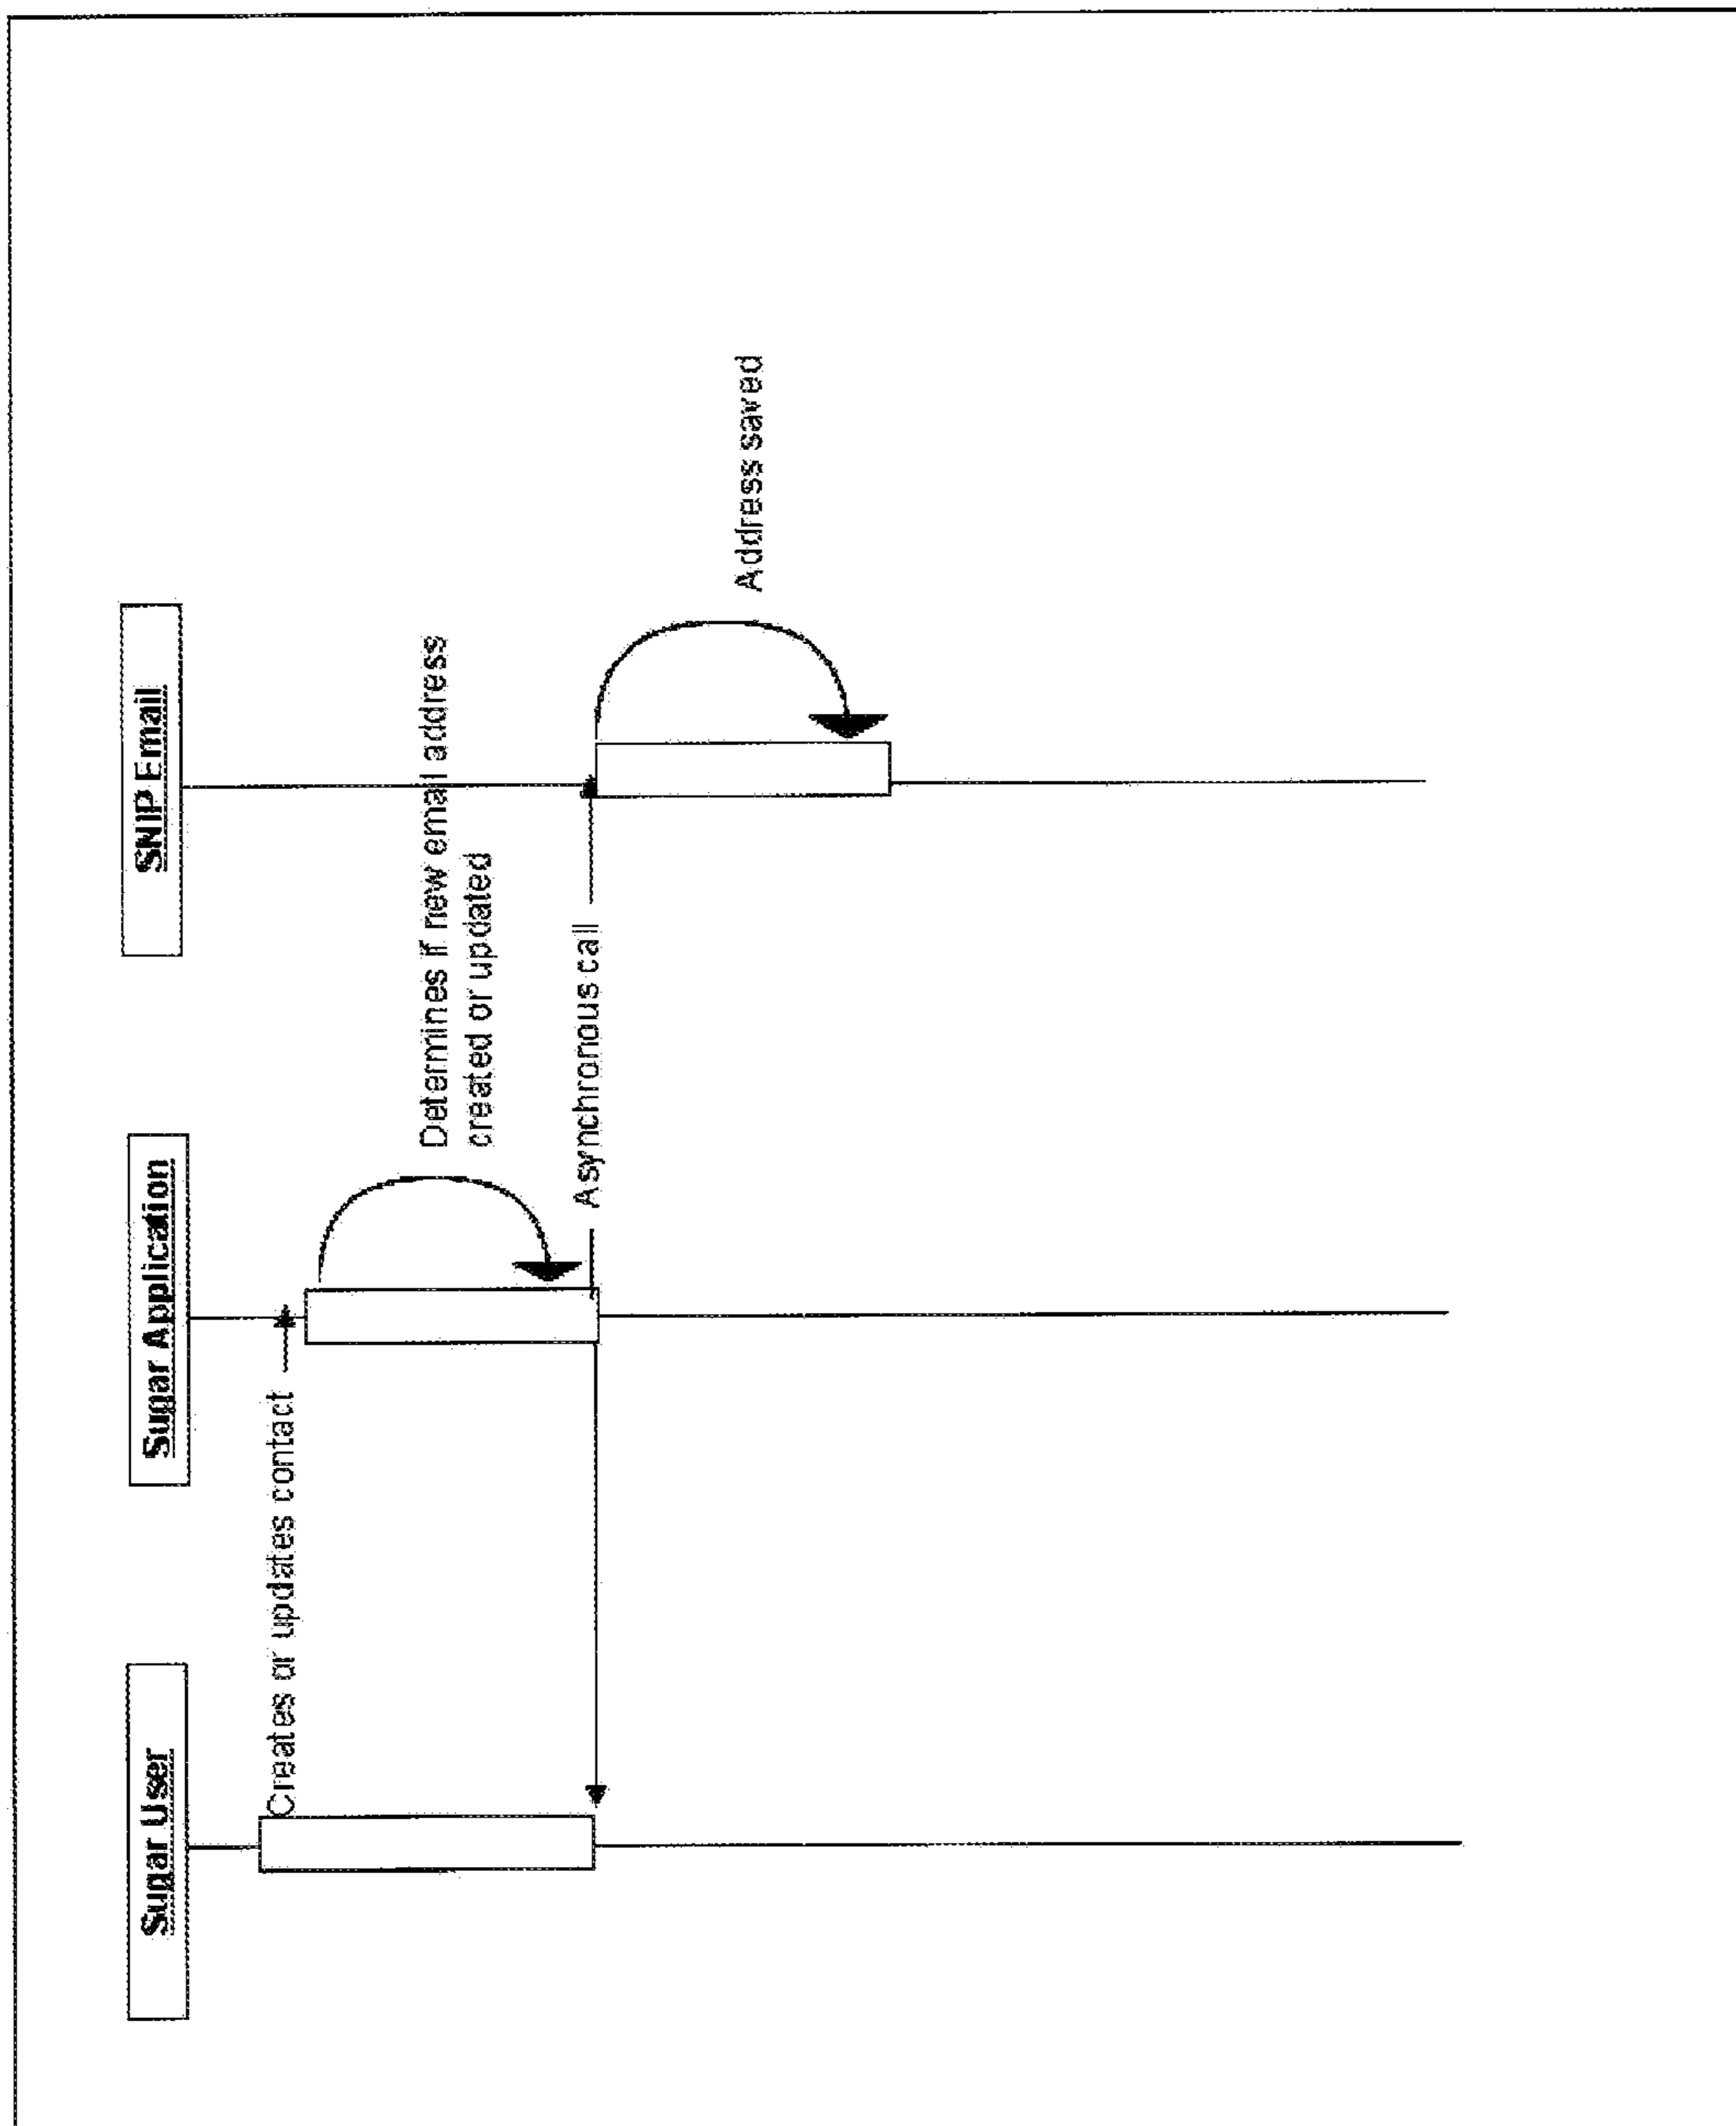 Sugar User
Sugar Application
SNIP Email
Creates or updates contact
Determines if new email address
created or updated
Asynchronous call
Address saved